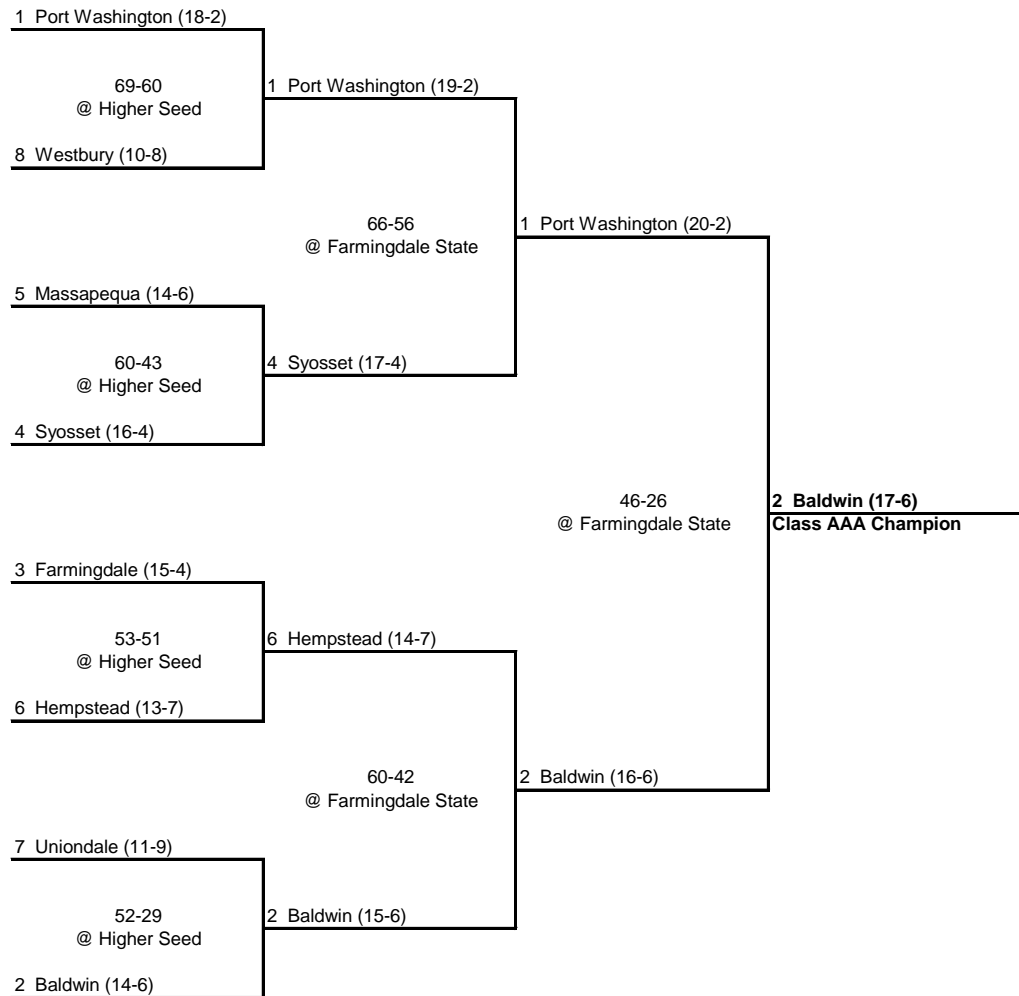 1 Port Washington (18-2)
69-60
@ Higher Seed
1 Port Washington (19-2)
8 Westbury (10-8)
66-56
@ Farmingdale State
1 Port Washington (20-2)
5 Massapequa (14-6)
60-43
@ Higher Seed
4 Syosset (17-4)
4 Syosset (16-4)
46-26
@ Farmingdale State
2 Baldwin (17-6)
Class AAA Champion
3 Farmingdale (15-4)
53-51
@ Higher Seed
6 Hempstead (14-7)
6 Hempstead (13-7)
60-42
@ Farmingdale State
2 Baldwin (16-6)
7 Uniondale (11-9)
52-29
@ Higher Seed
2 Baldwin (15-6)
2 Baldwin (14-6)